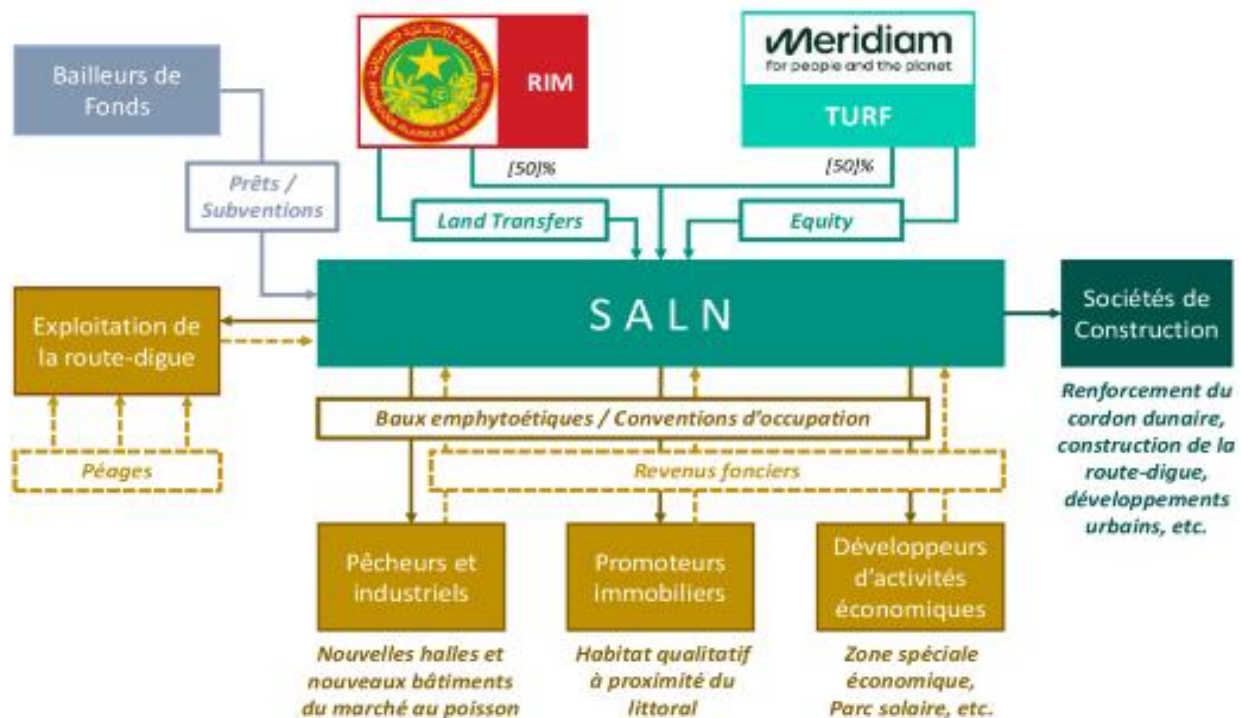 Bailleurs de
Fonds
RIM
Meridiam
for people and the planet
TURF
[50]%
[50]%
Prêts /
Subventions
Land Transfers
Equity
SALN
Exploitation de
la route-digue
Péages
Sociétés de
Construction
Renforcement du
cordon dunaire,
construction de la
route-digue,
développements
urbains, etc.
Baux emphytoétiques / Conventions d'occupation
Revenus fonciers
Pêcheurs et
industriels
Promoteurs
immobiliers
Développeurs
d'activités
économiques
Nouvelles halles et
nouveaux bâtiments
du marché au poisson
Habitat qualitatif
à proximité du
littoral
Zone spéciale
économique,
Parc solaire, etc.